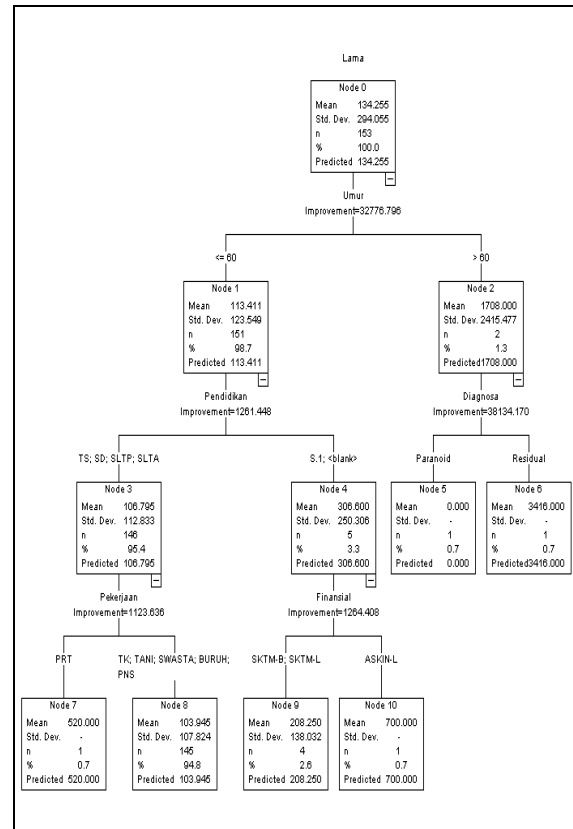 Lama
Node 0
Mean 134.255
Std. Dev. 294.055
n 153
% 100.0
Predicted 134.255
Umur
Improvement=32776.796
<= 60
> 60
Node 1
Mean 113.411
Std. Dev. 123.549
n 151
% 98.7
Predicted 113.411
Node 2
Mean 1708.000
Std. Dev. 2415.477
n 2
% 1.3
Predicted1708.000
Pendidikan
Improvement=1261.448
Diagnosa
Improvement=38134.170
TS; SD; SLTP; SLTA
S.1; <blank>
Paranoid
Residual
Node 3
Mean 106.795
Std. Dev. 112.833
n 146
% 95.4
Predicted 106.795
Node 4
Mean 306.600
Std. Dev. 250.306
n 5
% 3.3
Predicted 306.600
Node 5
Mean 0.000
Std. Dev. -
n 1
% 0.7
Predicted 0.000
Node 6
Mean 3416.000
Std. Dev. -
n 1
% 0.7
Predicted3416.000
Pekerjaan
Improvement=1123.636
Finansial
Improvement=1264.408
PRT
TK; TANI; SWASTA; BURUH;
PNS
SKTM-B; SKTM-L
ASKIN-L
Node 7
Mean 520.000
Std. Dev. -
n 1
% 0.7
Predicted 520.000
Node 8
Mean 103.945
Std. Dev. 107.824
n 145
% 94.8
Predicted 103.945
Node 9
Mean 208.250
Std. Dev. 138.032
n 4
% 2.6
Predicted 208.250
Node 10
Mean 700.000
Std. Dev. -
n 1
% 0.7
Predicted 700.000